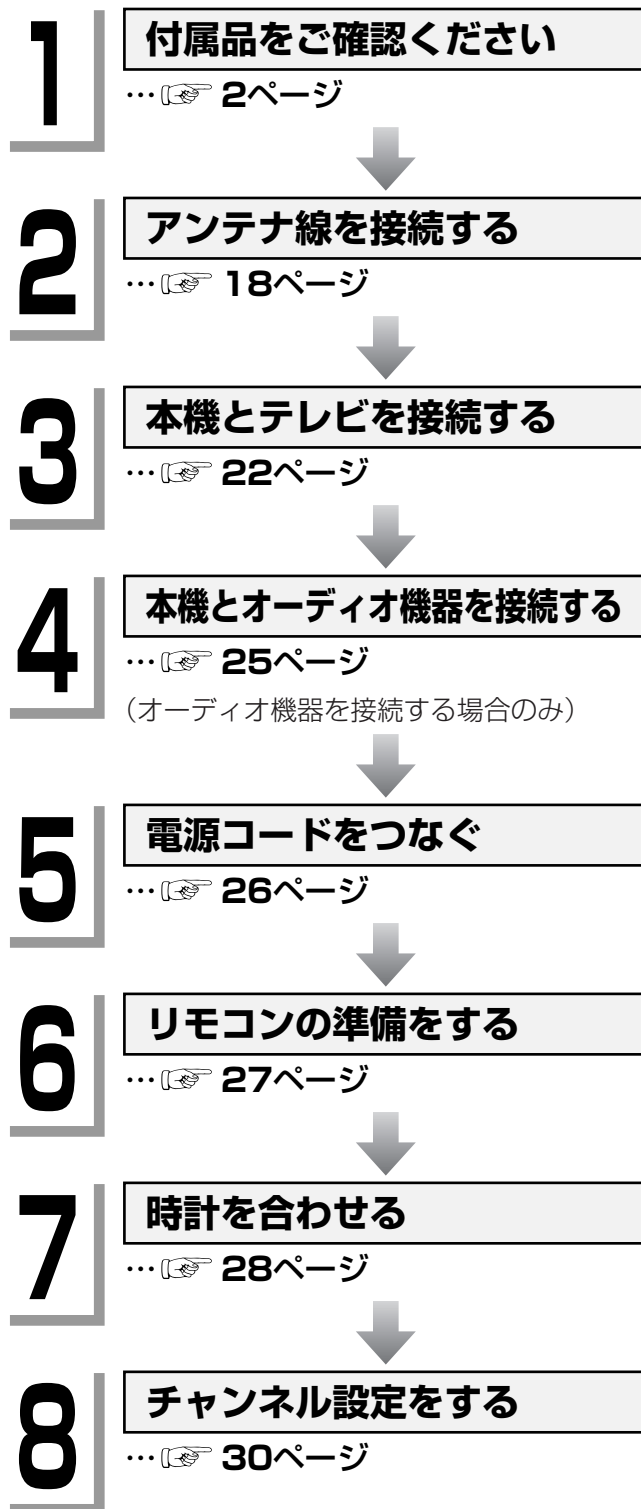 1
付属品をご確認ください
…☞ 2ページ
2
アンテナ線を接続する
…☞ 18ページ
3
本機とテレビを接続する
…☞ 22ページ
4
本機とオーディオ機器を接続する
…☞ 25ページ
(オーディオ機器を接続する場合のみ)
5
電源コードをつなぐ
…☞ 26ページ
6
リモコンの準備をする
…☞ 27ページ
7
時計を合わせる
…☞ 28ページ
8
チャンネル設定をする
…☞ 30ページ